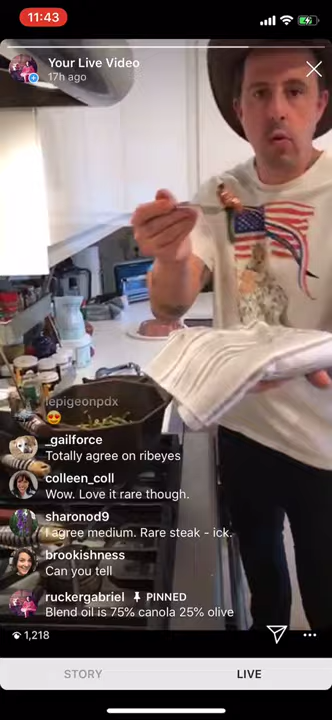 11:43
Your Live Video
17h ago
lepigeonpdx
😍
_gailforce
Totally agree on ribeyes
colleen_coll
Wow. Love it rare though.
sharonod9
I agree medium. Rare steak - ick.
brookishness
Can you tell
ruckergabriel PINNED
Blend oil is 75% canola 25% olive
1,218
STORY LIVE